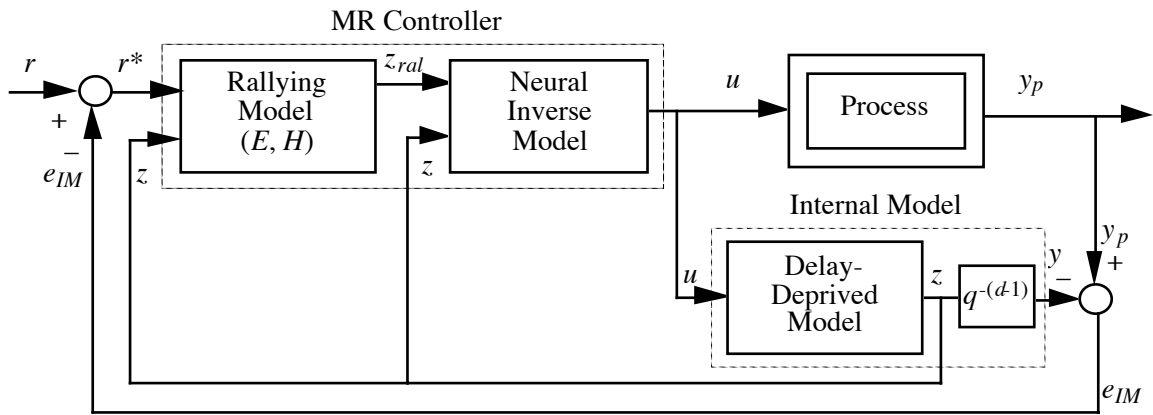 MR Controller
r
r*
z_ral
u
y_p
+
−
e_IM
z
Rallying
Model
(E, H)
Neural
Inverse
Model
z
Process
Internal Model
u
Delay-
Deprived
Model
z
q^-(d-1)
y
−
y_p
+
e_IM